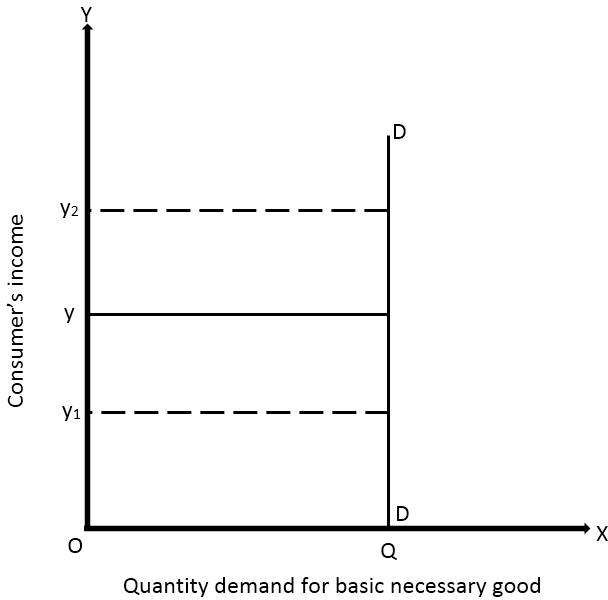 Y
D
y2
y
y1
Consumer's income
D
O
Q
X
Quantity demand for basic necessary good